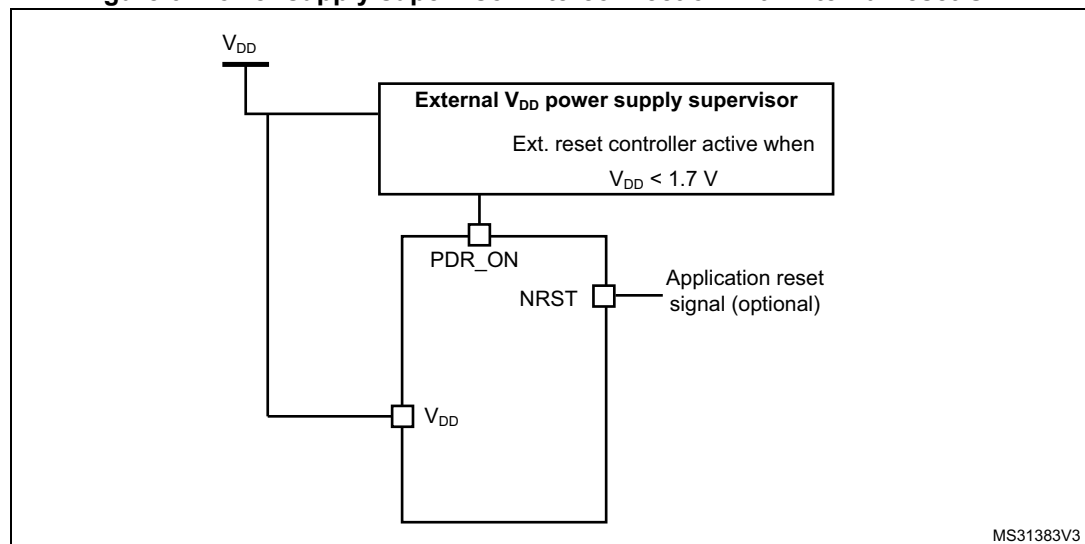 V_DD
External V_DD power supply supervisor
Ext. reset controller active when
V_DD < 1.7 V
PDR_ON
NRST
Application reset
signal (optional)
V_DD
MS31383V3